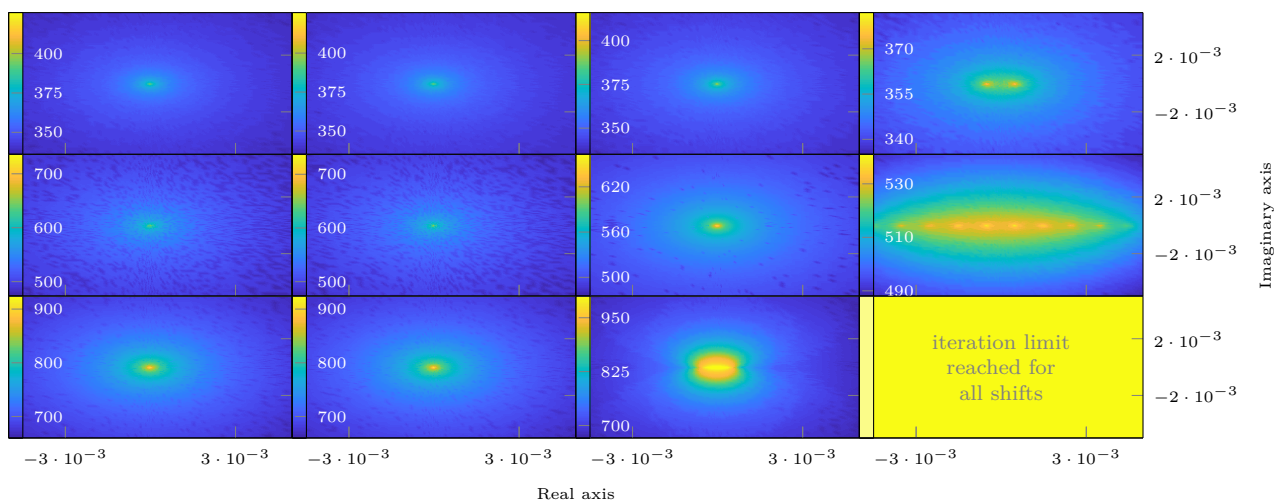 400
375
350
400
375
350
400
375
350
370
355
340
2 · 10⁻³
−2 · 10⁻³
700
600
500
700
600
500
620
560
500
530
510
490
2 · 10⁻³
−2 · 10⁻³
Imaginary axis
900
800
700
900
800
700
950
825
700
iteration limit
reached for
all shifts
2 · 10⁻³
−2 · 10⁻³
−3 · 10⁻³ 3 · 10⁻³ −3 · 10⁻³ 3 · 10⁻³ −3 · 10⁻³ 3 · 10⁻³ −3 · 10⁻³ 3 · 10⁻³
Real axis